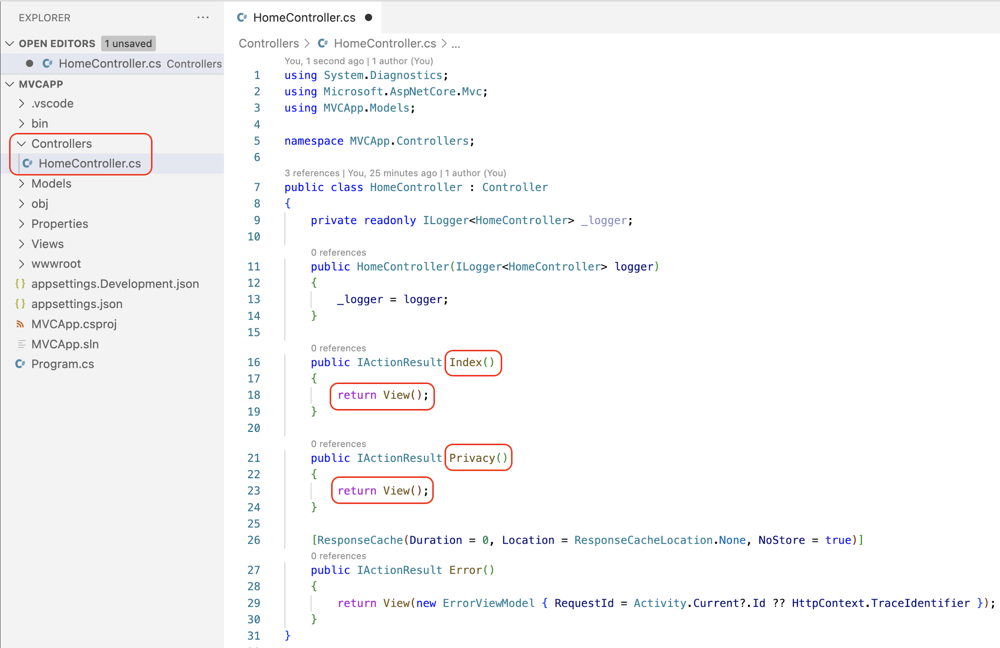 EXPLORER ...
OPEN EDITORS 1 unsaved
C# HomeController.cs Controllers
MVCAPP
.vscode
bin
Controllers
C# HomeController.cs
Models
obj
Properties
Views
wwwroot
{} appsettings.Development.json
{} appsettings.json
MVCApp.csproj
MVCApp.sln
C# Program.cs
C# HomeController.cs ●
Controllers > C# HomeController.cs > ...
You, 1 second ago | 1 author (You)
1 using System.Diagnostics;
2 using Microsoft.AspNetCore.Mvc;
3 using MVCApp.Models;
4
5 namespace MVCApp.Controllers;
6
3 references | You, 25 minutes ago | 1 author (You)
7 public class HomeController : Controller
8 {
9 private readonly ILogger<HomeController> _logger;
10
0 references
11 public HomeController(ILogger<HomeController> logger)
12 {
13 _logger = logger;
14 }
15
0 references
16 public IActionResult Index()
17 {
18 return View();
19 }
20
0 references
21 public IActionResult Privacy()
22 {
23 return View();
24 }
25
26 [ResponseCache(Duration = 0, Location = ResponseCacheLocation.None, NoStore = true)]
0 references
27 public IActionResult Error()
28 {
29 return View(new ErrorViewModel { RequestId = Activity.Current?.Id ?? HttpContext.TraceIdentifier });
30 }
31 }